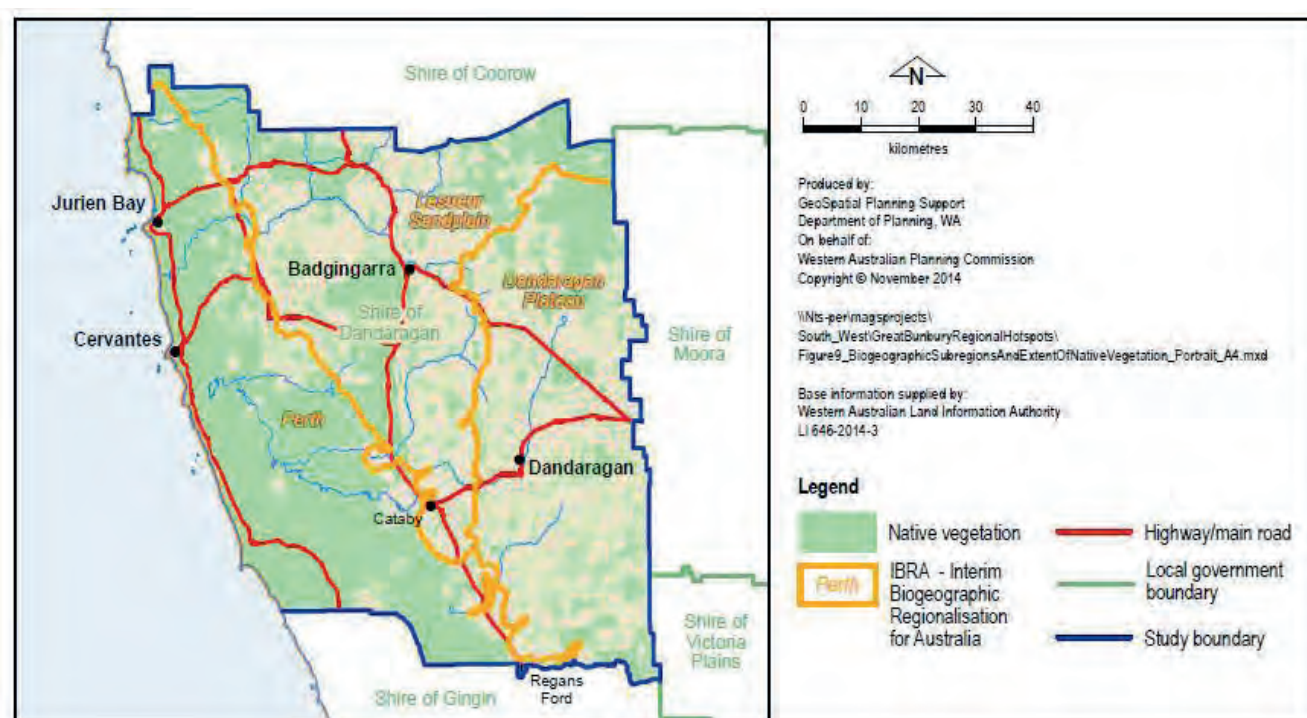 Shire of Coorow
Jurien Bay
Lesueur
Sandplain
Badgingarra
Dandaragan
Plateau
Shire of
Dandaragan
Cervantes
Shire of
Moora
Perth
Dandaragan
Cataby
Shire of
Victoria
Plains
Regans
Ford
Shire of Gingin
N
0 10 20 30 40
kilometres
Produced by:
GeoSpatial Planning Support
Department of Planning, WA
On behalf of:
Western Australian Planning Commission
Copyright © November 2014
\\Nts-per\magsprojects\
South_West\GreatBunburyRegionalHotspots\
Figure9_BiogeographicSubregionsAndExtentOfNativeVegetation_Portrait_A4.mxd
Base information supplied by:
Western Australian Land Information Authority
LI 646-2014-3
Legend
Native vegetation
Highway/main road
Perth
IBRA - Interim
Biogeographic
Regionalisation
for Australia
Local government
boundary
Study boundary